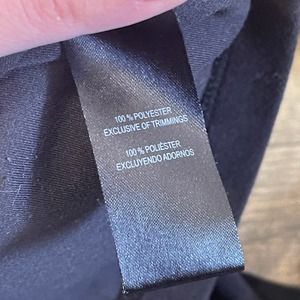 100% POLYESTER
EXCLUSIVE OF TRIMMINGS
100% POLIÉSTER
EXCLUYENDO ADORNOS